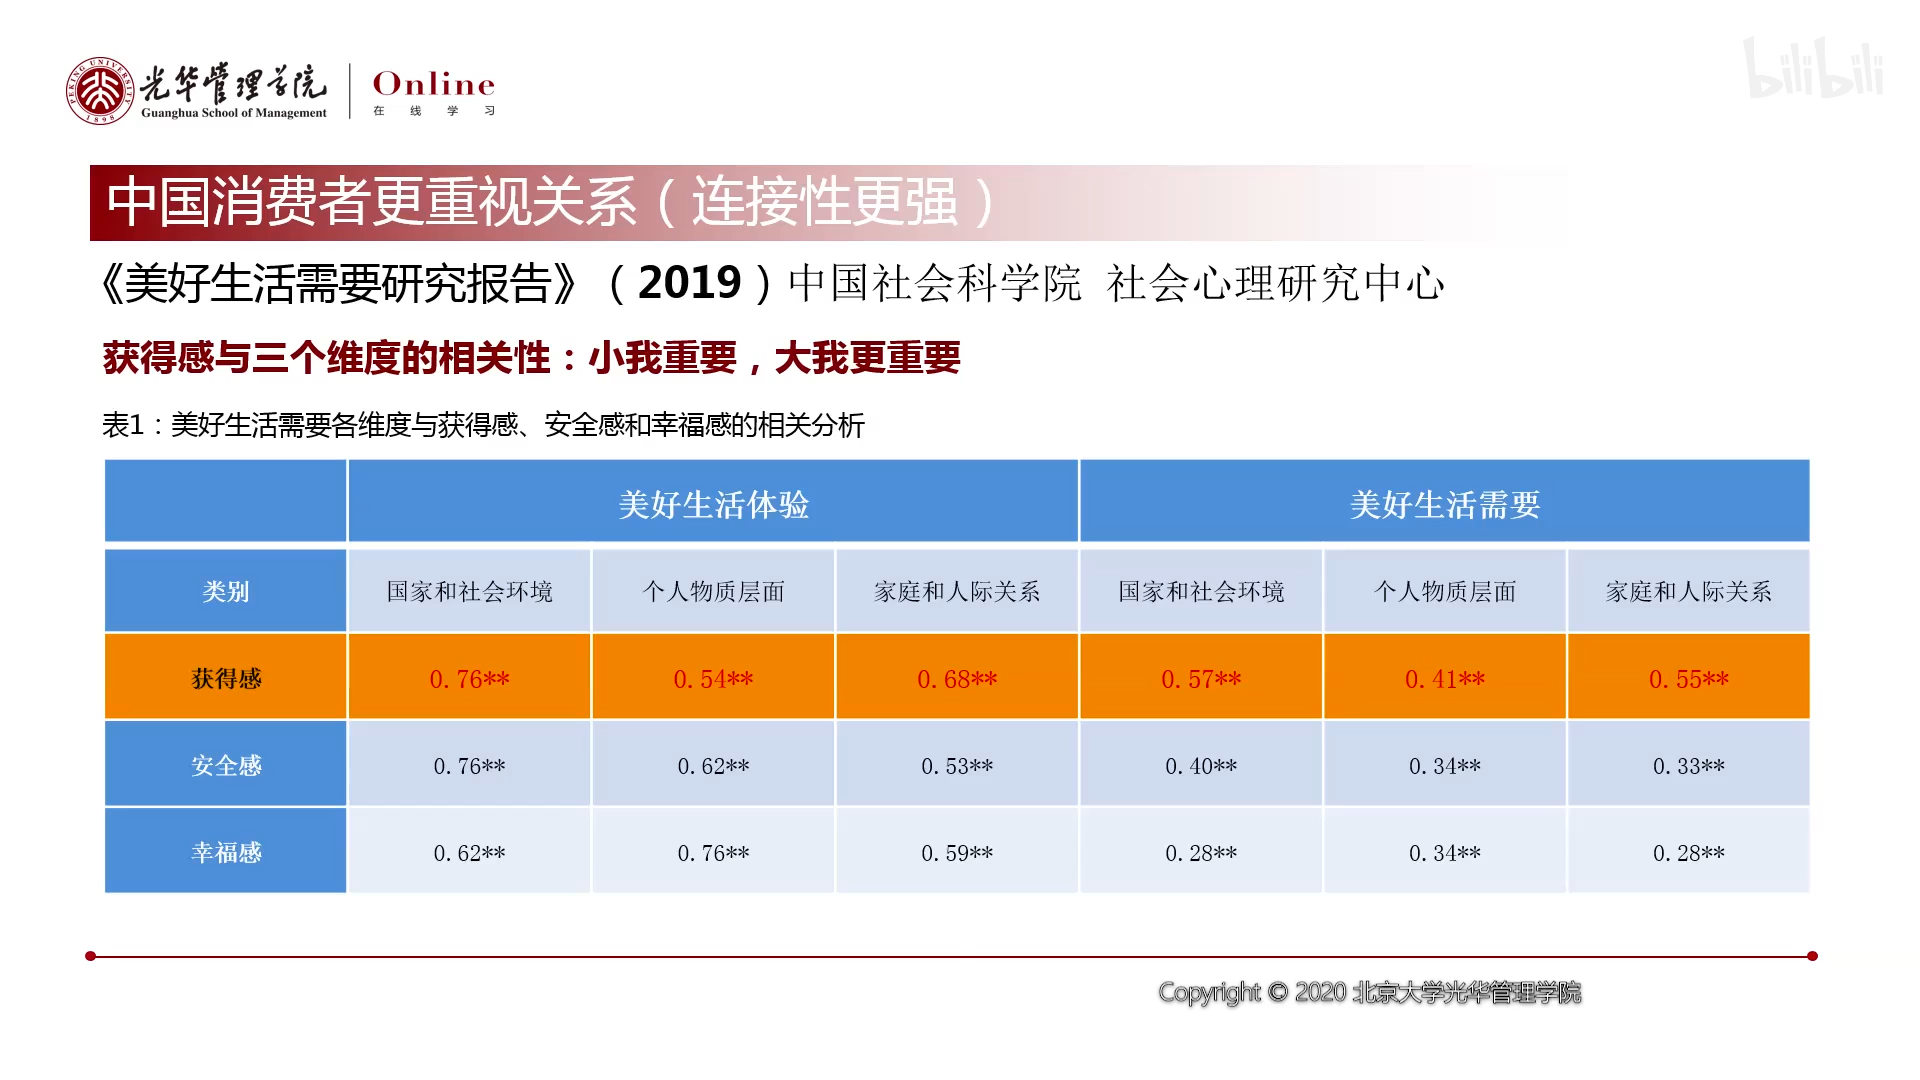 PEKING UNIVERSITY
1898
光华管理学院
Guanghua School of Management
Online
在线学习
bilibili
中国消费者更重视关系（连接性更强）
《美好生活需要研究报告》（2019）中国社会科学院 社会心理研究中心
获得感与三个维度的相关性：小我重要，大我更重要
表1：美好生活需要各维度与获得感、安全感和幸福感的相关分析
美好生活体验 美好生活需要
类别 国家和社会环境 个人物质层面 家庭和人际关系 国家和社会环境 个人物质层面 家庭和人际关系
获得感 0.76** 0.54** 0.68** 0.57** 0.41** 0.55**
安全感 0.76** 0.62** 0.53** 0.40** 0.34** 0.33**
幸福感 0.62** 0.76** 0.59** 0.28** 0.34** 0.28**
Copyright © 2020 北京大学光华管理学院